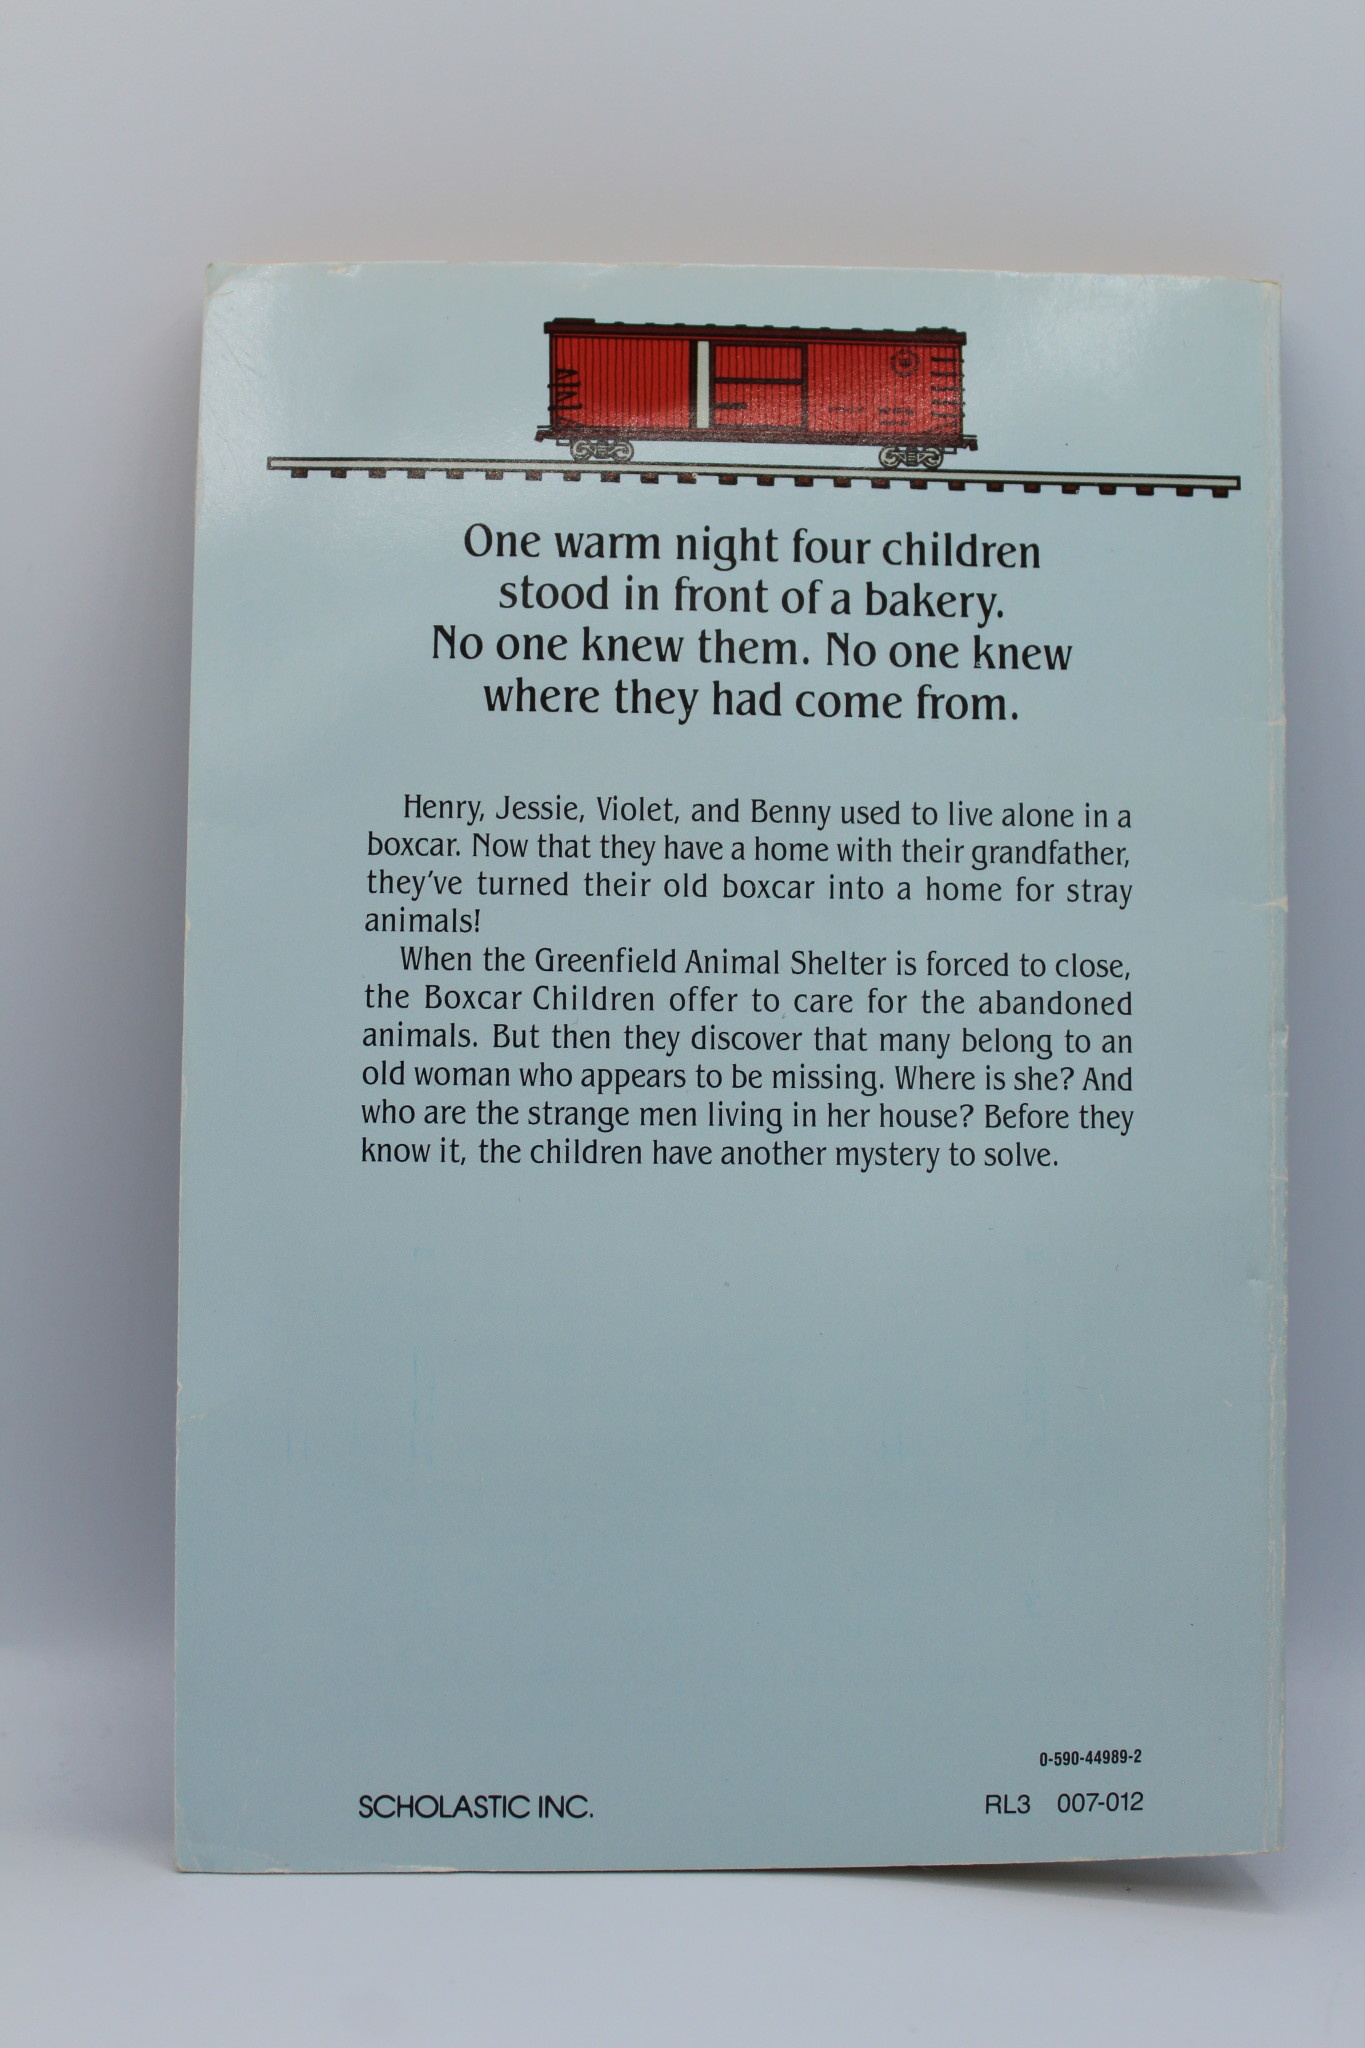 One warm night four children
stood in front of a bakery.
No one knew them. No one knew
where they had come from.
Henry, Jessie, Violet, and Benny used to live alone in a
boxcar. Now that they have a home with their grandfather,
they've turned their old boxcar into a home for stray
animals!
When the Greenfield Animal Shelter is forced to close,
the Boxcar Children offer to care for the abandoned
animals. But then they discover that many belong to an
old woman who appears to be missing. Where is she? And
who are the strange men living in her house? Before they
know it, the children have another mystery to solve.
0-590-44989-2
SCHOLASTIC INC.
RL3 007-012